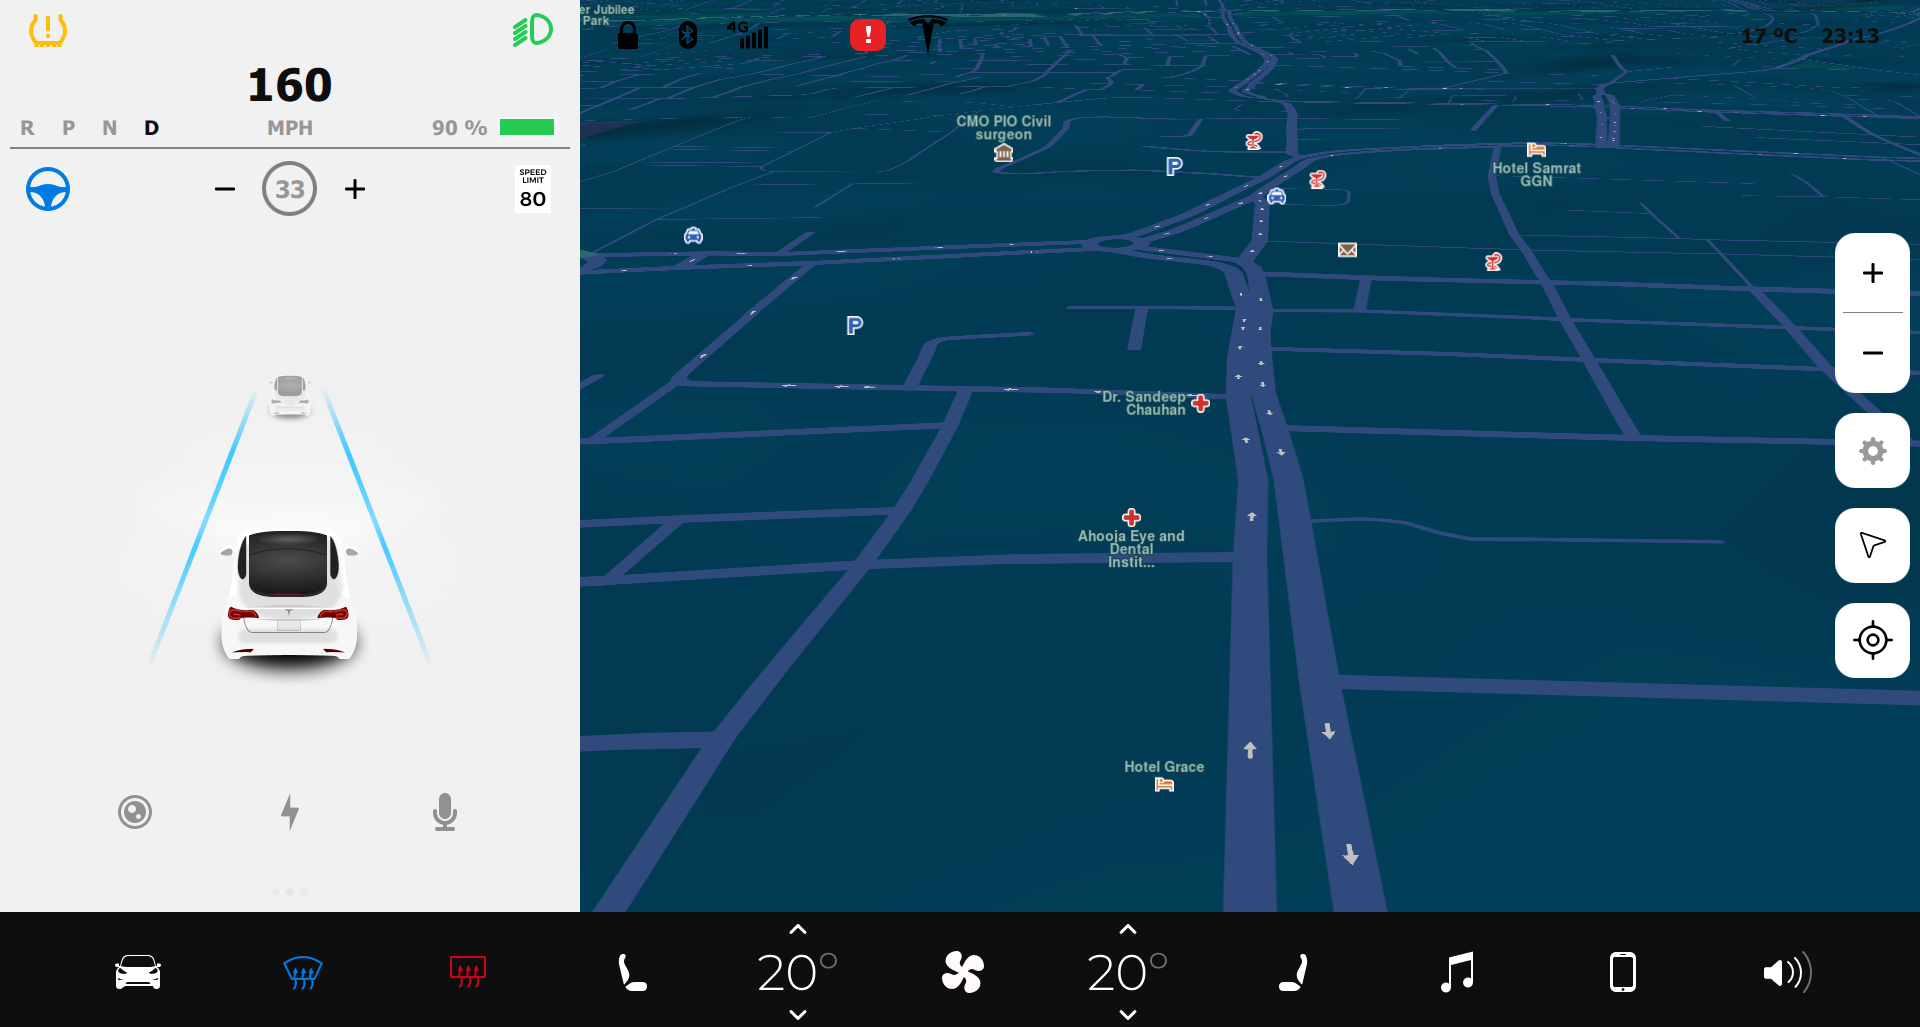 160
R P N D
MPH
90 %
33
SPEED
LIMIT
80
er Jubilee
Park
4G
!
17 ºC
23:13
CMO PIO Civil
surgeon
P
Hotel Samrat
GGN
P
Dr. Sandeep
Chauhan
Ahooja Eye and
Dental
Instit...
Hotel Grace
20°
20°